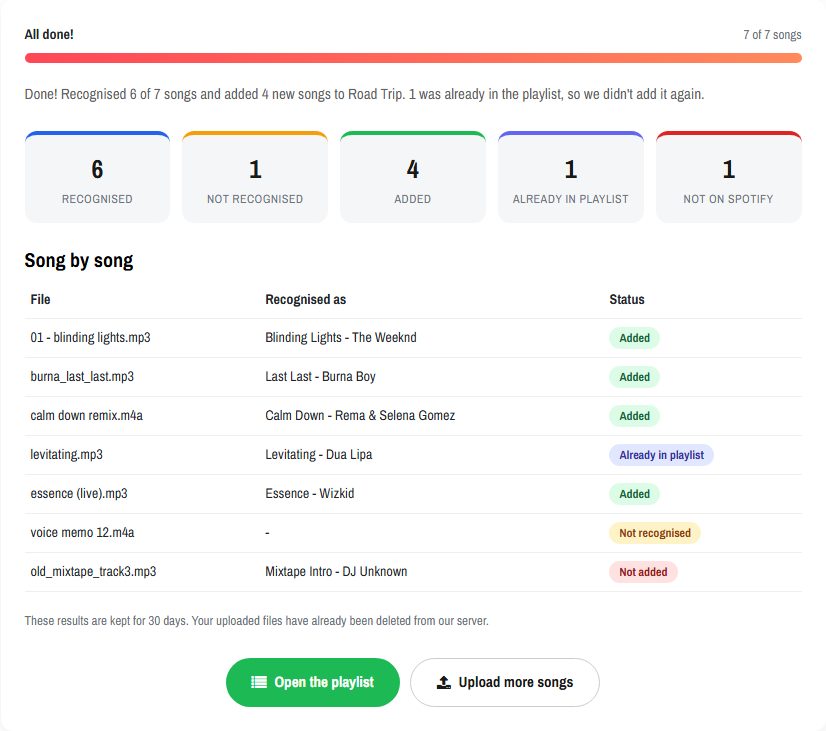 All done! 7 of 7 songs
Done! Recognised 6 of 7 songs and added 4 new songs to Road Trip. 1 was already in the playlist, so we didn't add it again.
6 1 4 1 1
RECOGNISED NOT RECOGNISED ADDED ALREADY IN PLAYLIST NOT ON SPOTIFY
Song by song
File Recognised as Status
01 - blinding lights.mp3 Blinding Lights - The Weeknd Added
burna_last_last.mp3 Last Last - Burna Boy Added
calm down remix.m4a Calm Down - Rema & Selena Gomez Added
levitating.mp3 Levitating - Dua Lipa Already in playlist
essence (live).mp3 Essence - Wizkid Added
voice memo 12.m4a - Not recognised
old_mixtape_track3.mp3 Mixtape Intro - DJ Unknown Not added
These results are kept for 30 days. Your uploaded files have already been deleted from our server.
Open the playlist Upload more songs